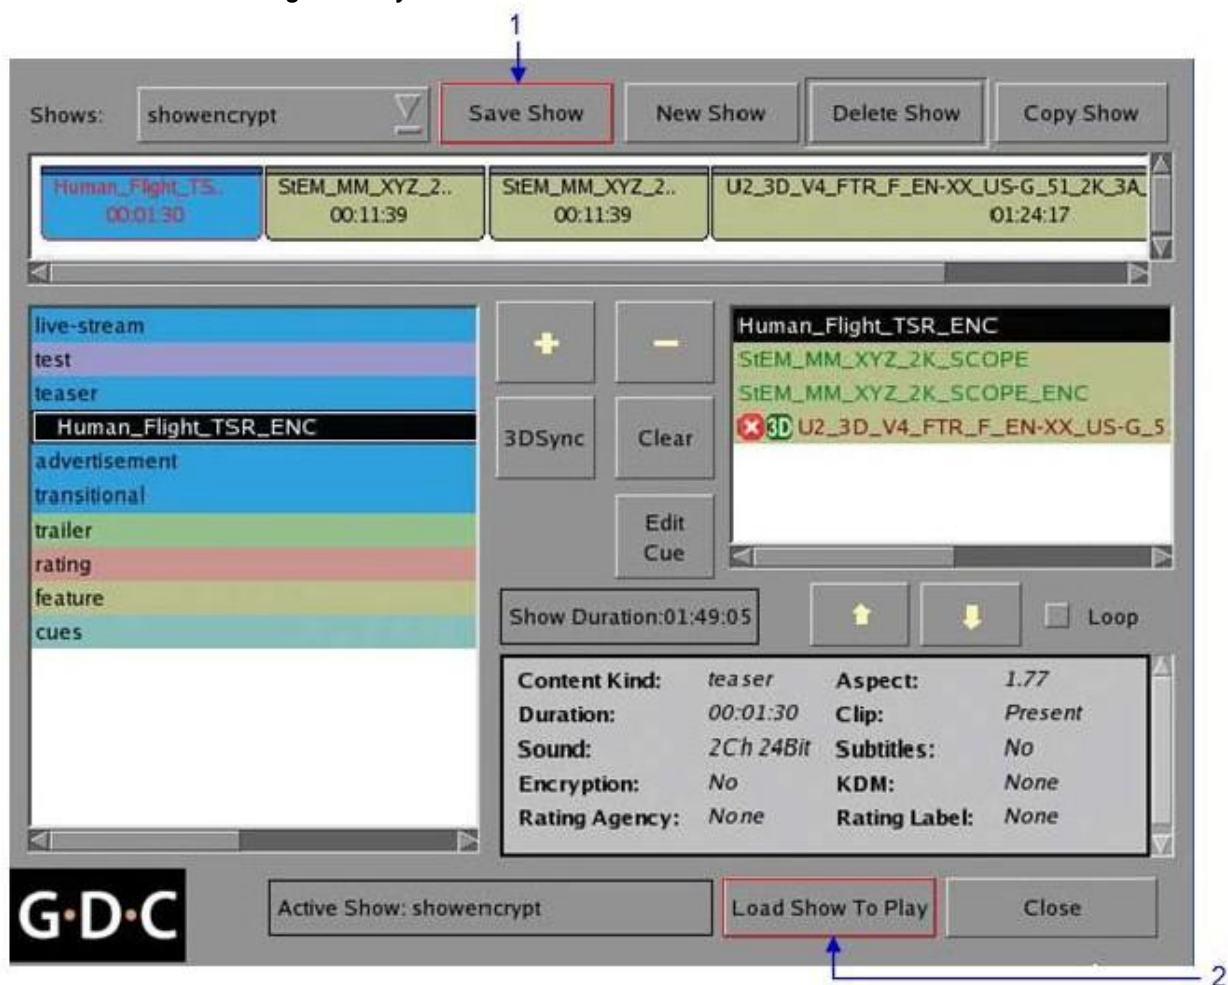 1
Shows: showencrypt Save Show New Show Delete Show Copy Show
Human_Flight_TS.. StEM_MM_XYZ_2.. StEM_MM_XYZ_2.. U2_3D_V4_FTR_F_EN-XX_US-G_51_2K_3A_
00:01:30 00:11:39 00:11:39 01:24:17
live-stream
test
teaser
Human_Flight_TSR_ENC
advertisement
transitional
trailer
rating
feature
cues
+ −
3DSync Clear
Edit
Cue
Human_Flight_TSR_ENC
StEM_MM_XYZ_2K_SCOPE
StEM_MM_XYZ_2K_SCOPE_ENC
3D U2_3D_V4_FTR_F_EN-XX_US-G_5
Show Duration:01:49:05 Loop
Content Kind: teaser Aspect: 1.77
Duration: 00:01:30 Clip: Present
Sound: 2Ch 24Bit Subtitles: No
Encryption: No KDM: None
Rating Agency: None Rating Label: None
G·D·C Active Show: showencrypt Load Show To Play Close
2